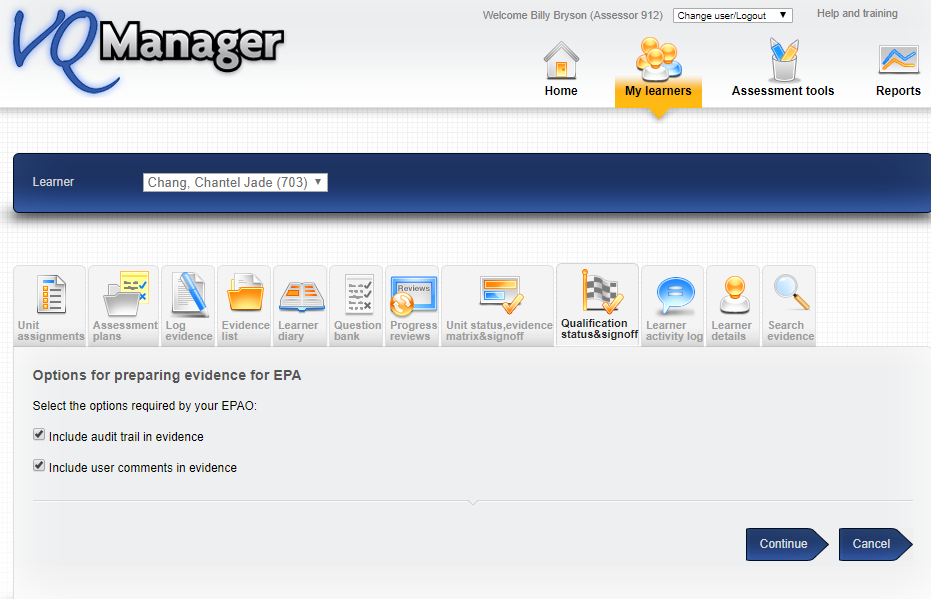 VQManager
Welcome Billy Bryson (Assessor 912)
Change user/Logout
Help and training
Home
My learners
Assessment tools
Reports
Learner
Chang, Chantel Jade (703)
Unit
assignments
Assessment
plans
Log
evidence
Evidence
list
Learner
diary
Question
bank
Reviews
Progress
reviews
Unit status,evidence
matrix&signoff
Qualification
status&signoff
Learner
activity log
Learner
details
Search
evidence
Options for preparing evidence for EPA
Select the options required by your EPAO:
Include audit trail in evidence
Include user comments in evidence
Continue
Cancel